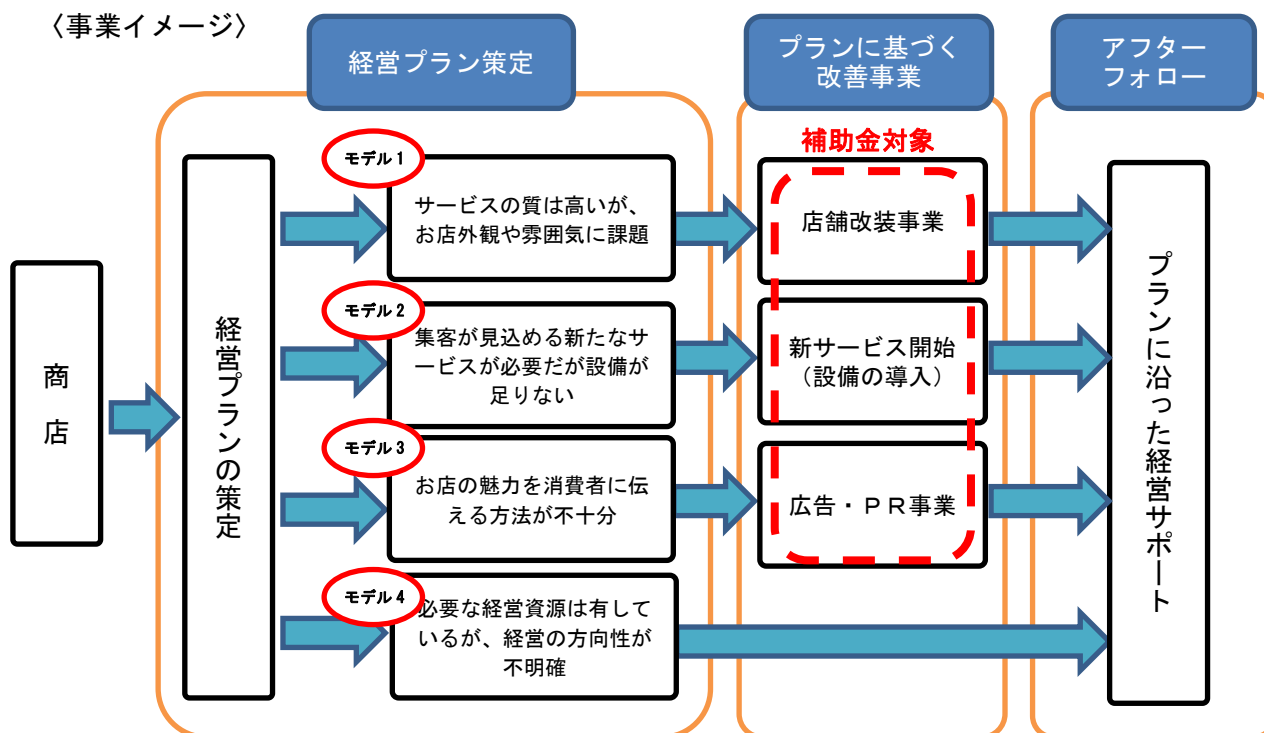 〈事業イメージ〉
経営プラン策定
プランに基づく
改善事業
アフター
フォロー
商店
経営プランの策定
モデル1
サービスの質は高いが、
お店外観や雰囲気に課題
モデル2
集客が見込める新たなサ
ービスが必要だが設備が
足りない
モデル3
お店の魅力を消費者に伝
える方法が不十分
モデル4
必要な経営資源は有して
いるが、経営の方向性が
不明確
補助金対象
店舗改装事業
新サービス開始
（設備の導入）
広告・ＰＲ事業
プランに沿った経営サポート